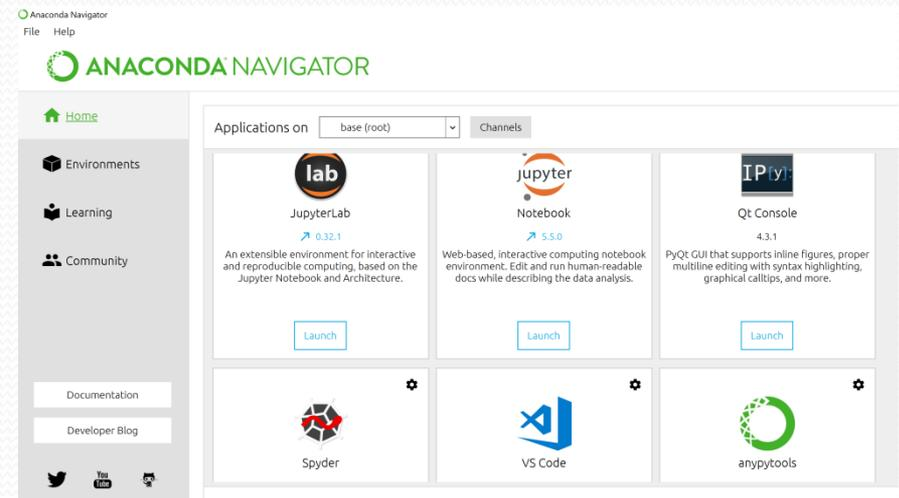 Anaconda Navigator
File Help
ANACONDA NAVIGATOR
Home
Environments
Learning
Community
Documentation
Developer Blog
You
Tube
Applications on base (root) Channels
lab
JupyterLab
0.32.1
An extensible environment for interactive
and reproducible computing, based on the
Jupyter Notebook and Architecture.
Launch
jupyter
Notebook
5.5.0
Web-based, interactive computing notebook
environment. Edit and run human-readable
docs while describing the data analysis.
Launch
IP[y]:
Qt Console
4.3.1
PyQt GUI that supports inline figures, proper
multiline editing with syntax highlighting,
graphical calltips, and more.
Launch
Spyder
VS Code
anypytools